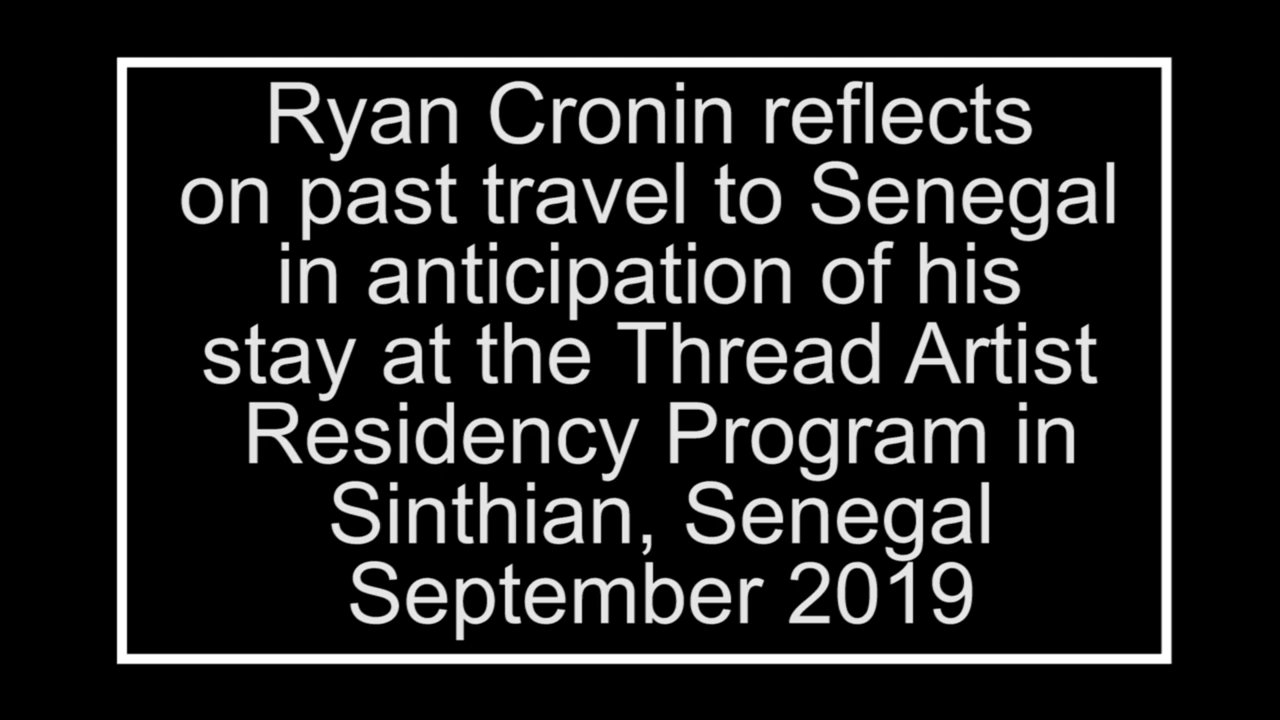 Ryan Cronin reflects
on past travel to Senegal
in anticipation of his
stay at the Thread Artist
Residency Program in
Sinthian, Senegal
September 2019